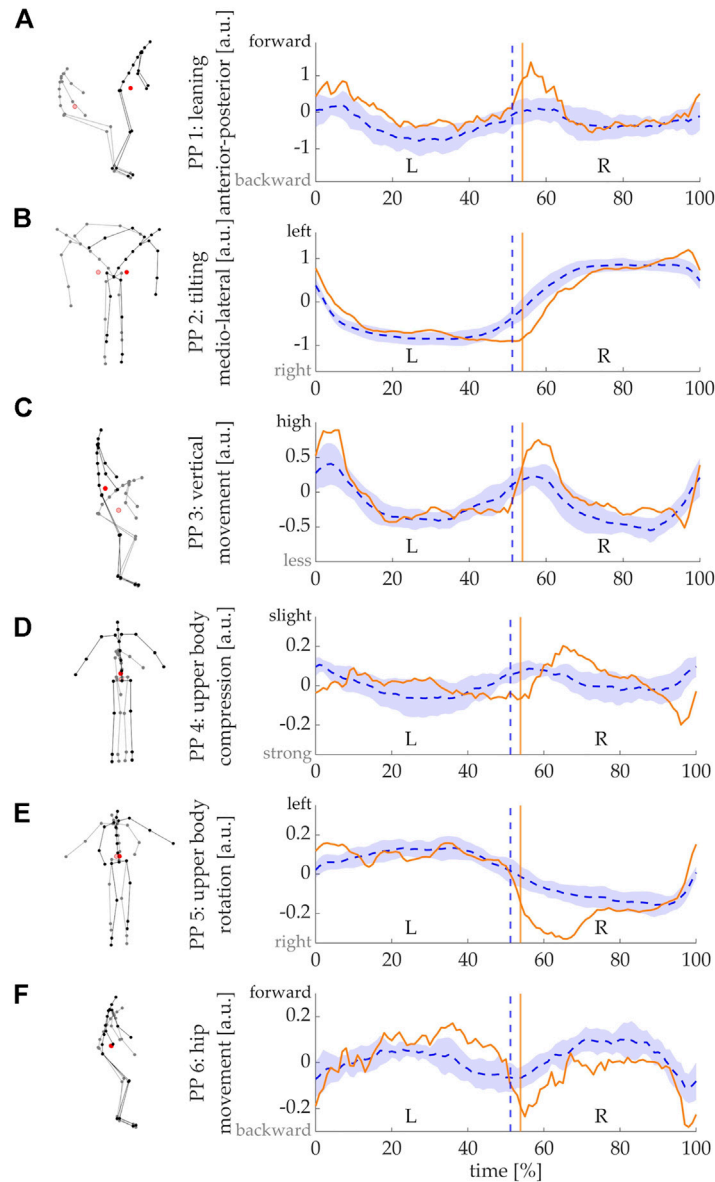 A
PP 1: leaning
anterior-posterior [a.u.]
forward
1
0
-1
backward
L
R
0
20
40
60
80
100
B
PP 2: tilting
medio-lateral [a.u.]
left
1
0
-1
right
L
R
0
20
40
60
80
100
C
PP 3: vertical
movement [a.u.]
high
0.5
0
-0.5
less
L
R
0
20
40
60
80
100
D
PP 4: upper body
compression [a.u.]
slight
0.2
0
-0.2
strong
L
R
0
20
40
60
80
100
E
PP 5: upper body
rotation [a.u.]
left
0.2
0
-0.2
right
L
R
0
20
40
60
80
100
F
PP 6: hip
movement [a.u.]
forward
0.2
0
-0.2
backward
L
R
0
20
40
60
80
100
time [%]